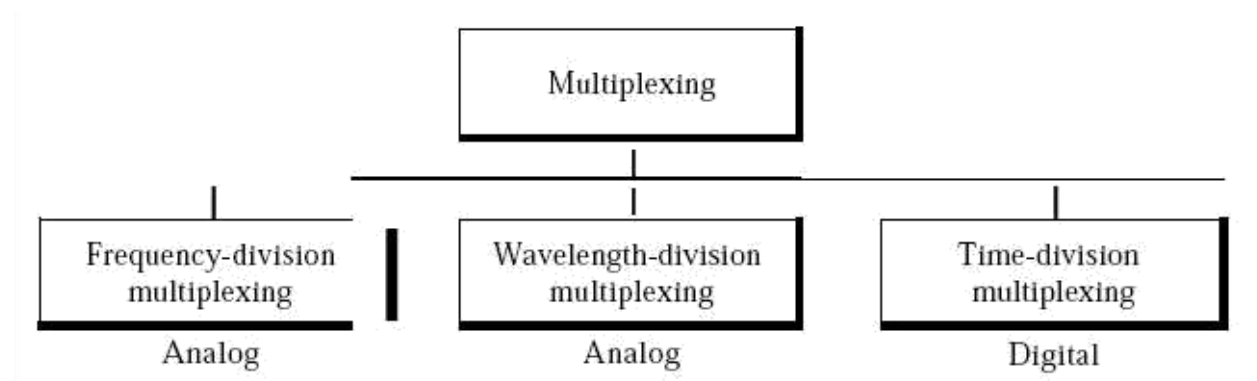 Multiplexing
Frequency-division
multiplexing
Wavelength-division
multiplexing
Time-division
multiplexing
Analog
Analog
Digital